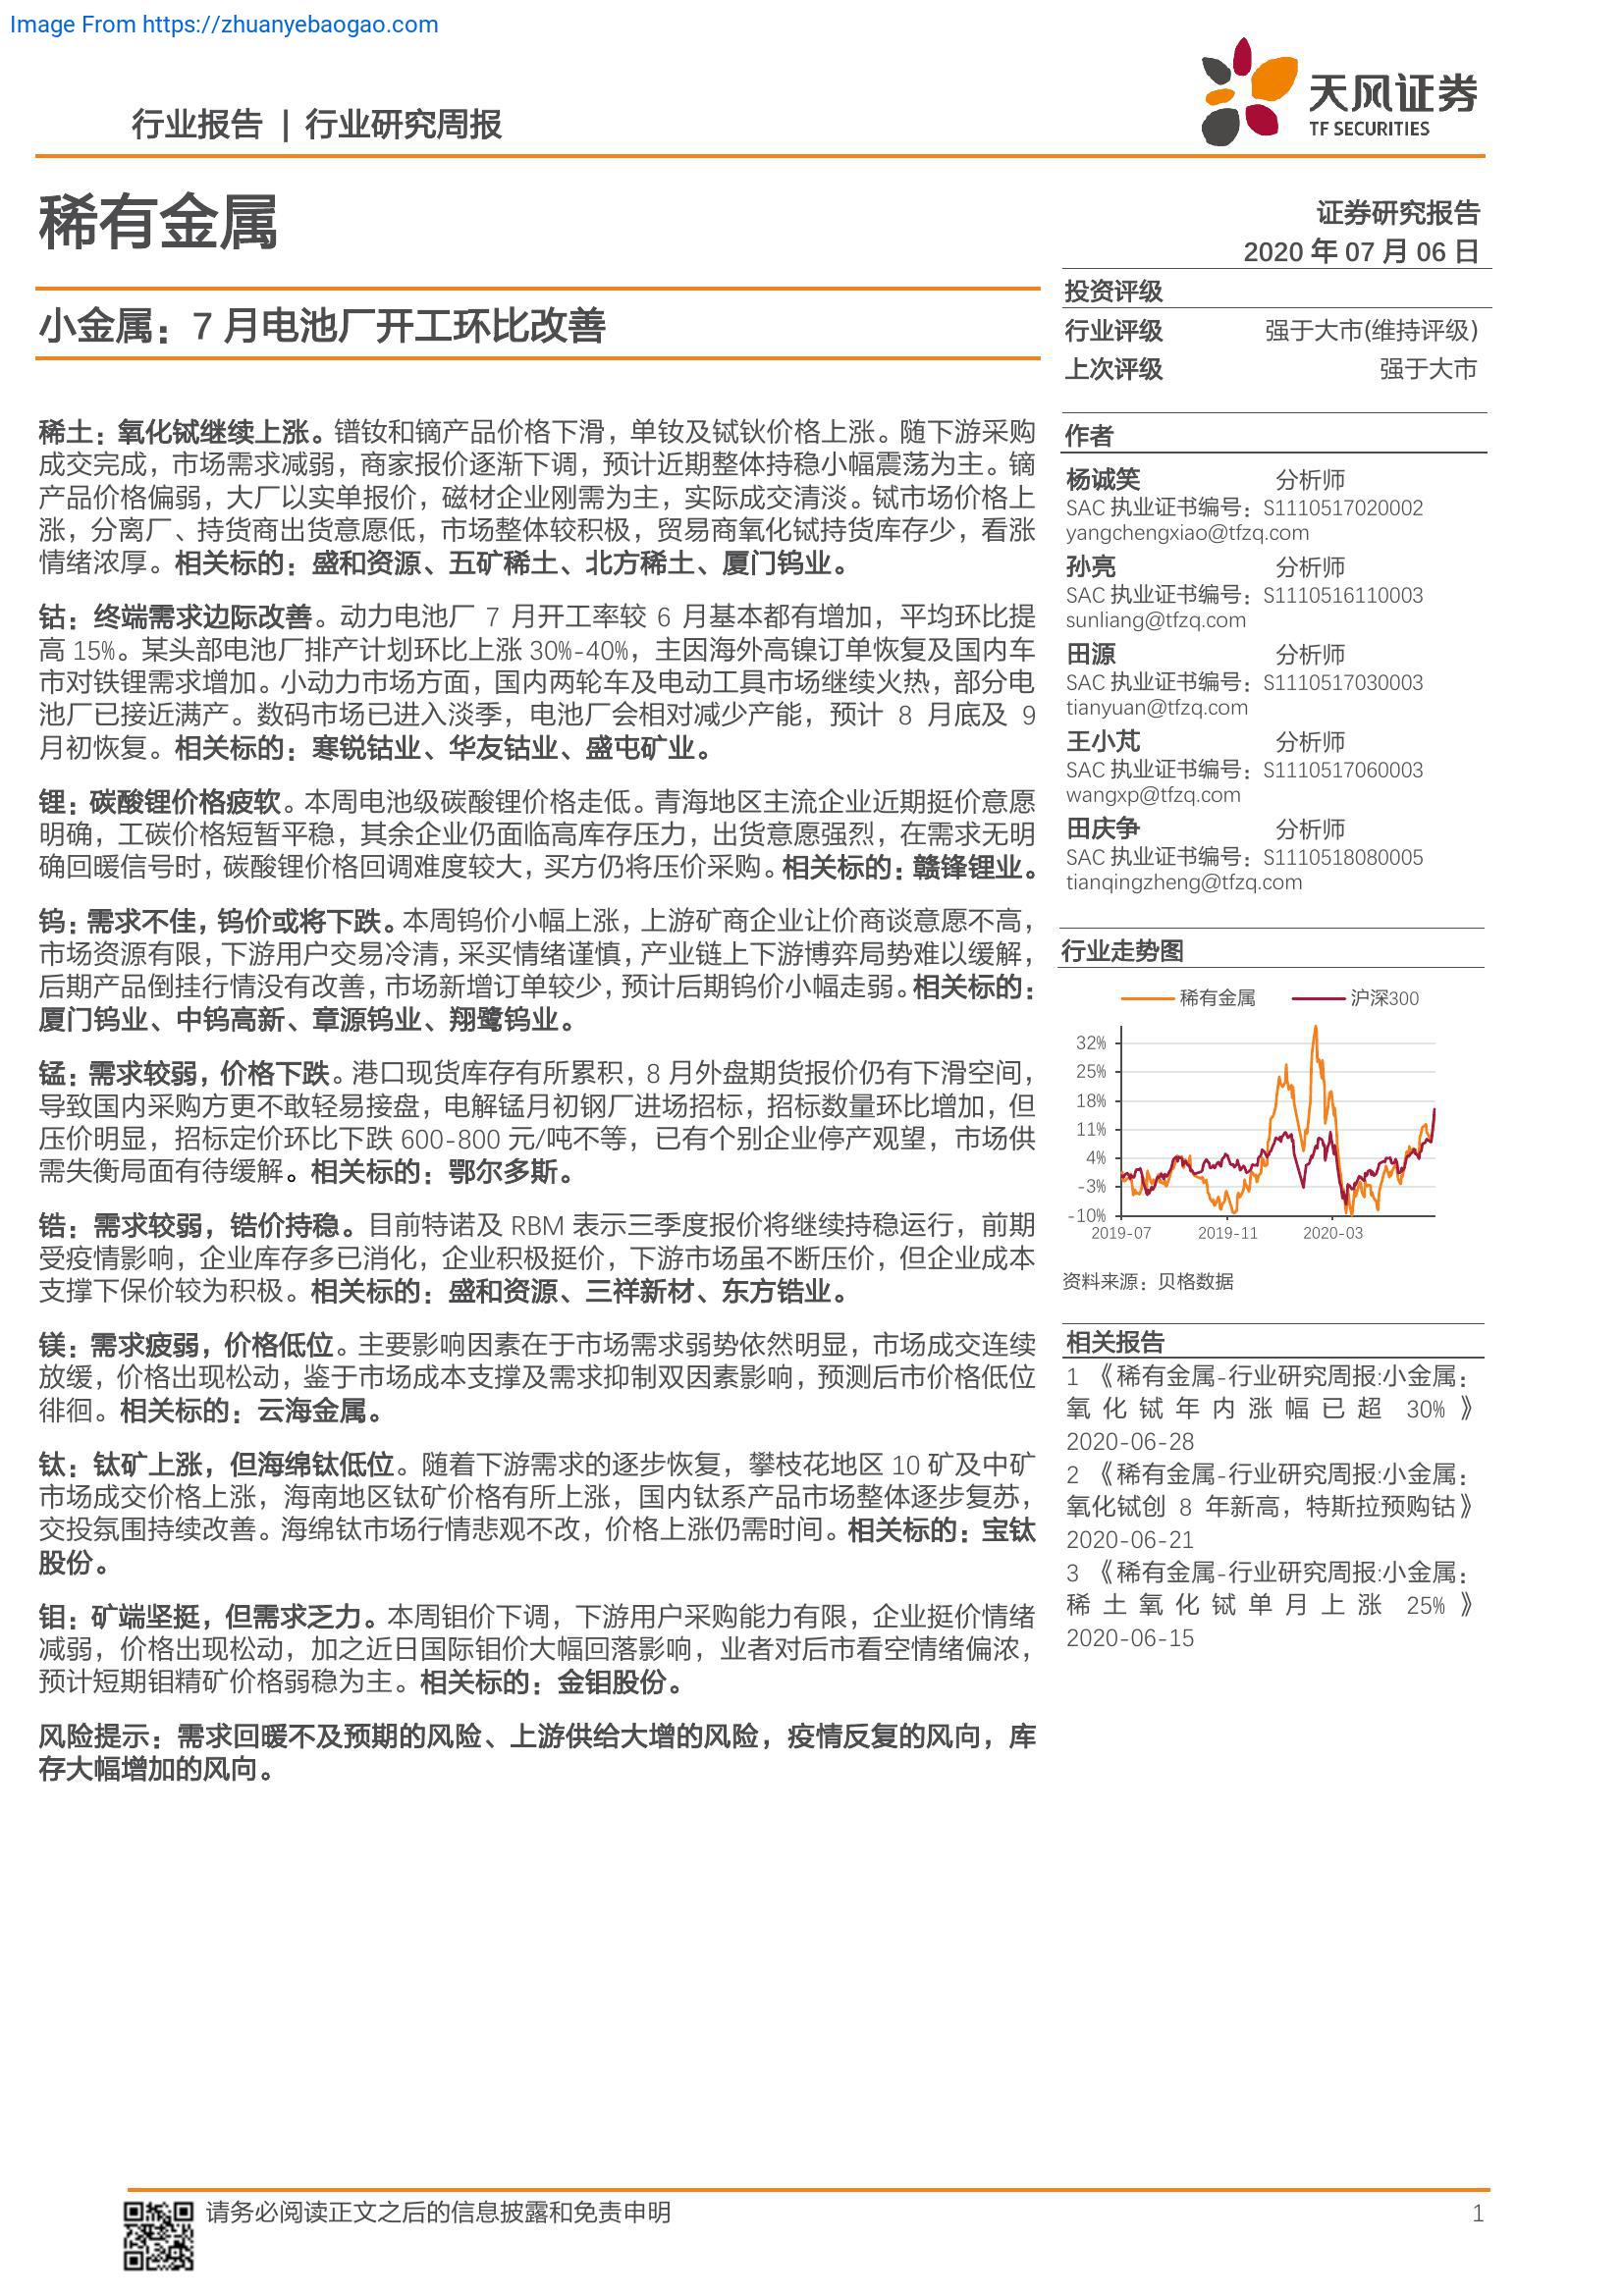 Image From https://zhuanyebaogao.com
行业报告 | 行业研究周报
天风证券
TF SECURITIES
稀有金属
证券研究报告
2020 年 07 月 06 日
小金属：7 月电池厂开工环比改善
投资评级
行业评级 强于大市(维持评级)
上次评级 强于大市
稀土：氧化铽继续上涨。镨钕和镝产品价格下滑，单钕及铽钬价格上涨。随下游采购
成交完成，市场需求减弱，商家报价逐渐下调，预计近期整体持稳小幅震荡为主。镝
产品价格偏弱，大厂以实单报价，磁材企业刚需为主，实际成交清淡。铽市场价格上
涨，分离厂、持货商出货意愿低，市场整体较积极，贸易商氧化铽持货库存少，看涨
情绪浓厚。相关标的：盛和资源、五矿稀土、北方稀土、厦门钨业。
钴：终端需求边际改善。动力电池厂 7 月开工率较 6 月基本都有增加，平均环比提
高 15%。某头部电池厂排产计划环比上涨 30%-40%，主因海外高镍订单恢复及国内车
市对铁锂需求增加。小动力市场方面，国内两轮车及电动工具市场继续火热，部分电
池厂已接近满产。数码市场已进入淡季，电池厂会相对减少产能，预计 8 月底及 9
月初恢复。相关标的：寒锐钴业、华友钴业、盛屯矿业。
锂：碳酸锂价格疲软。本周电池级碳酸锂价格走低。青海地区主流企业近期挺价意愿
明确，工碳价格短暂平稳，其余企业仍面临高库存压力，出货意愿强烈，在需求无明
确回暖信号时，碳酸锂价格回调难度较大，买方仍将压价采购。相关标的：赣锋锂业。
钨：需求不佳，钨价或将下跌。本周钨价小幅上涨，上游矿商企业让价商谈意愿不高，
市场资源有限，下游用户交易冷清，采买情绪谨慎，产业链上下游博弈局势难以缓解，
后期产品倒挂行情没有改善，市场新增订单较少，预计后期钨价小幅走弱。相关标的：
厦门钨业、中钨高新、章源钨业、翔鹭钨业。
锰：需求较弱，价格下跌。港口现货库存有所累积，8 月外盘期货报价仍有下滑空间，
导致国内采购方更不敢轻易接盘，电解锰月初钢厂进场招标，招标数量环比增加，但
压价明显，招标定价环比下跌 600-800 元/吨不等，已有个别企业停产观望，市场供
需失衡局面有待缓解。相关标的：鄂尔多斯。
锆：需求较弱，锆价持稳。目前特诺及 RBM 表示三季度报价将继续持稳运行，前期
受疫情影响，企业库存多已消化，企业积极挺价，下游市场虽不断压价，但企业成本
支撑下保价较为积极。相关标的：盛和资源、三祥新材、东方锆业。
镁：需求疲弱，价格低位。主要影响因素在于市场需求弱势依然明显，市场成交连续
放缓，价格出现松动，鉴于市场成本支撑及需求抑制双因素影响，预测后市价格低位
徘徊。相关标的：云海金属。
钛：钛矿上涨，但海绵钛低位。随着下游需求的逐步恢复，攀枝花地区 10 矿及中矿
市场成交价格上涨，海南地区钛矿价格有所上涨，国内钛系产品市场整体逐步复苏，
交投氛围持续改善。海绵钛市场行情悲观不改，价格上涨仍需时间。相关标的：宝钛
股份。
钼：矿端坚挺，但需求乏力。本周钼价下调，下游用户采购能力有限，企业挺价情绪
减弱，价格出现松动，加之近日国际钼价大幅回落影响，业者对后市看空情绪偏浓，
预计短期钼精矿价格弱稳为主。相关标的：金钼股份。
风险提示：需求回暖不及预期的风险、上游供给大增的风险，疫情反复的风向，库
存大幅增加的风向。
作者
杨诚笑 分析师
SAC 执业证书编号：S1110517020002
yangchengxiao@tfzq.com
孙亮 分析师
SAC 执业证书编号：S1110516110003
sunliang@tfzq.com
田源 分析师
SAC 执业证书编号：S1110517030003
tianyuan@tfzq.com
王小芃 分析师
SAC 执业证书编号：S1110517060003
wangxp@tfzq.com
田庆争 分析师
SAC 执业证书编号：S1110518080005
tianqingzheng@tfzq.com
行业走势图
稀有金属 沪深300
32%
25%
18%
11%
4%
-3%
-10%
2019-07 2019-11 2020-03
资料来源：贝格数据
相关报告
1 《稀有金属-行业研究周报:小金属：
氧化铽年内涨幅已超 30%》
2020-06-28
2 《稀有金属-行业研究周报:小金属：
氧化铽创 8 年新高，特斯拉预购钴》
2020-06-21
3 《稀有金属-行业研究周报:小金属：
稀土氧化铽单月上涨 25%》
2020-06-15
请务必阅读正文之后的信息披露和免责申明 1